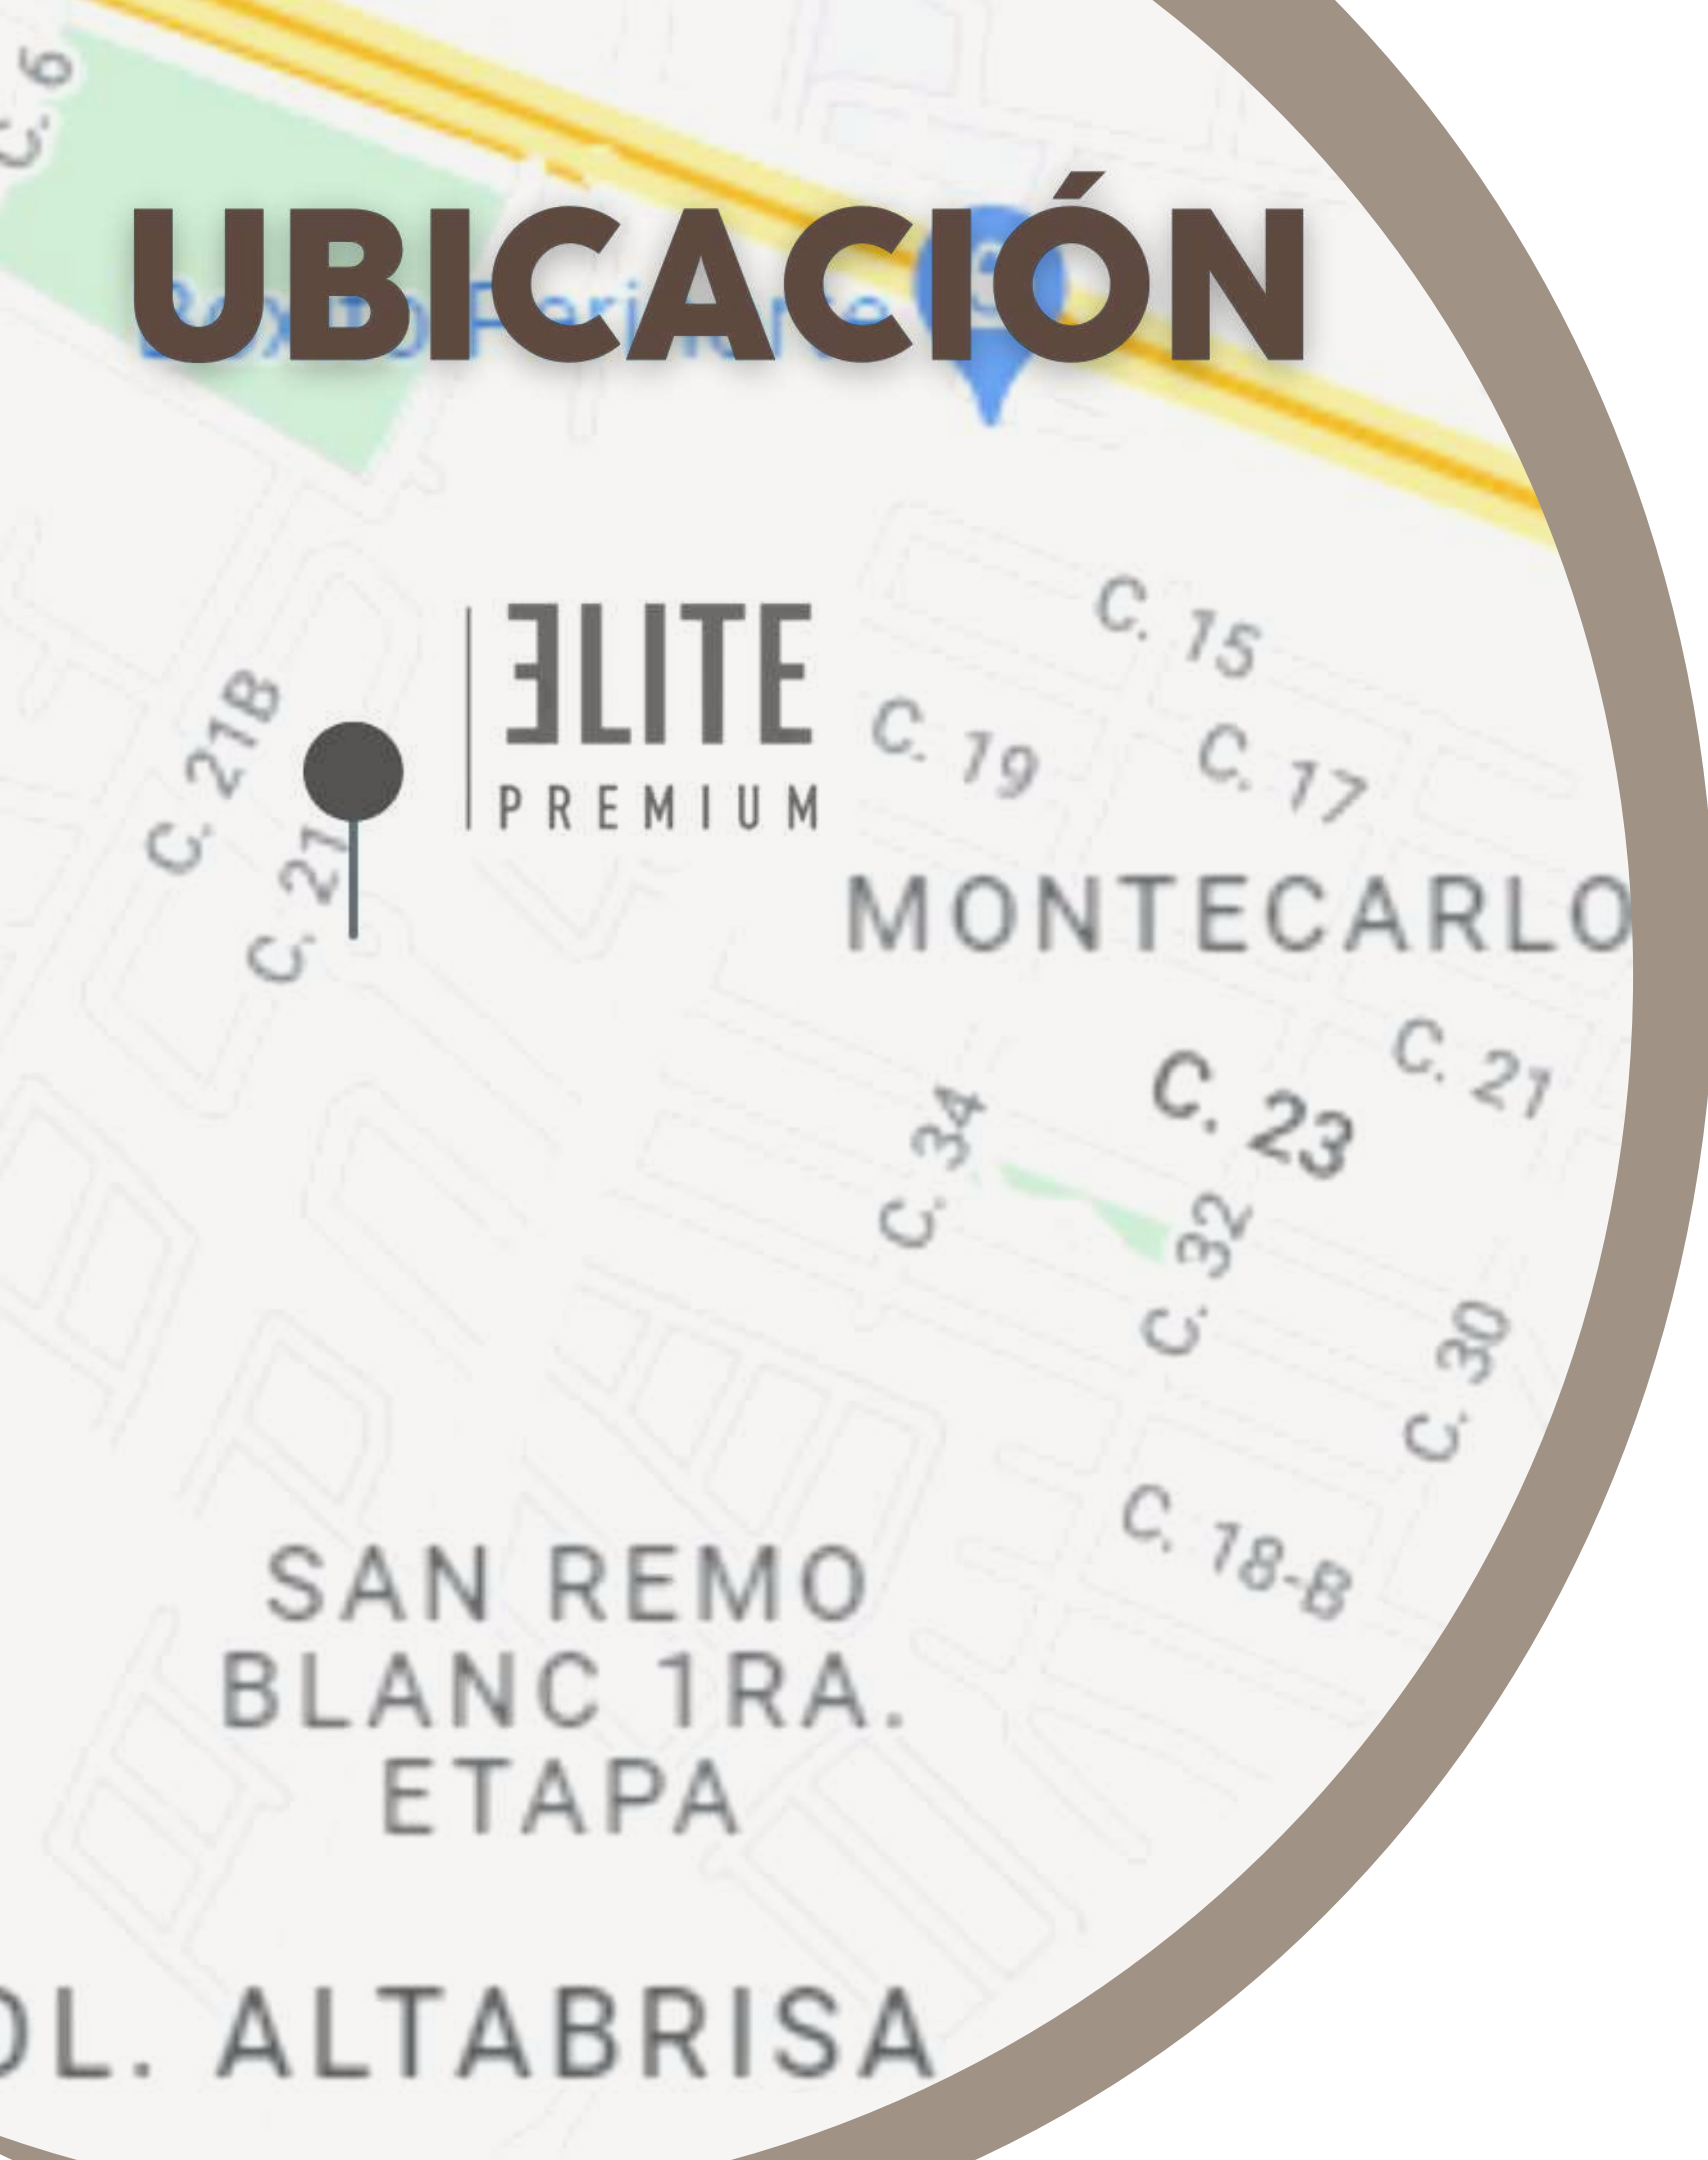 C. 6
UBICACIÓN
C. 15
ELITE
PREMIUM
C. 19
C. 17
C. 21B
C. 21
MONTECARLO
C. 21
C. 23
C. 34
C. 32
C. 30
C. 18-B
SAN REMO
BLANC 1RA.
ETAPA
OL. ALTABRISA